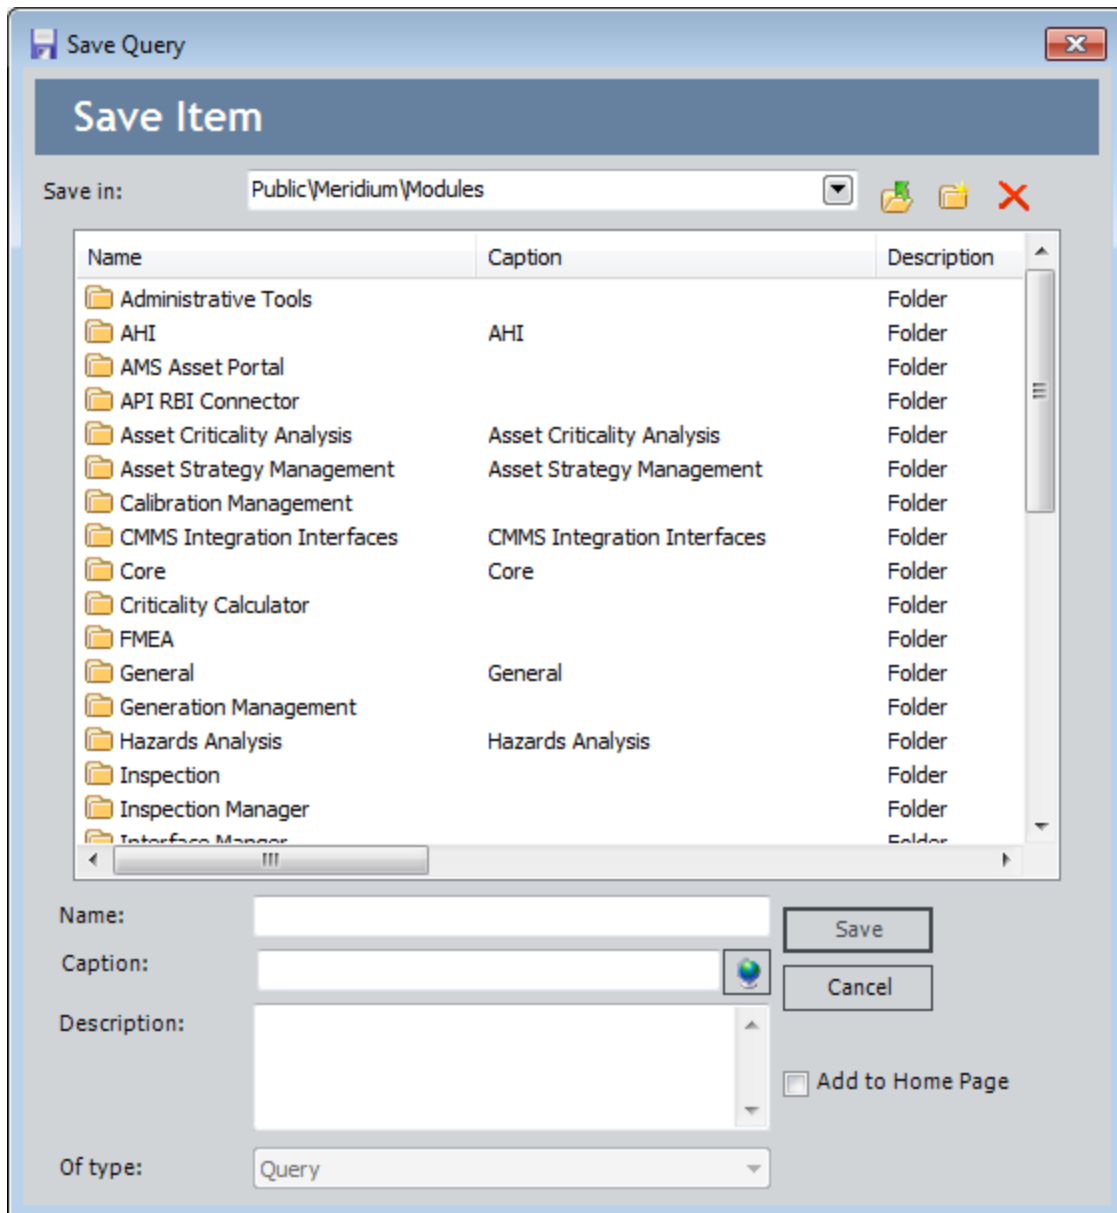 Save Query
Save Item
Save in: Public\Meridium\Modules
Name Caption Description
Administrative Tools Folder
AHI AHI Folder
AMS Asset Portal Folder
API RBI Connector Folder
Asset Criticality Analysis Asset Criticality Analysis Folder
Asset Strategy Management Asset Strategy Management Folder
Calibration Management Folder
CMMS Integration Interfaces CMMS Integration Interfaces Folder
Core Core Folder
Criticality Calculator Folder
FMEA Folder
General General Folder
Generation Management Folder
Hazards Analysis Hazards Analysis Folder
Inspection Folder
Inspection Manager Folder
Interface Manger Folder
Name: Save
Caption: Cancel
Description:
Add to Home Page
Of type: Query